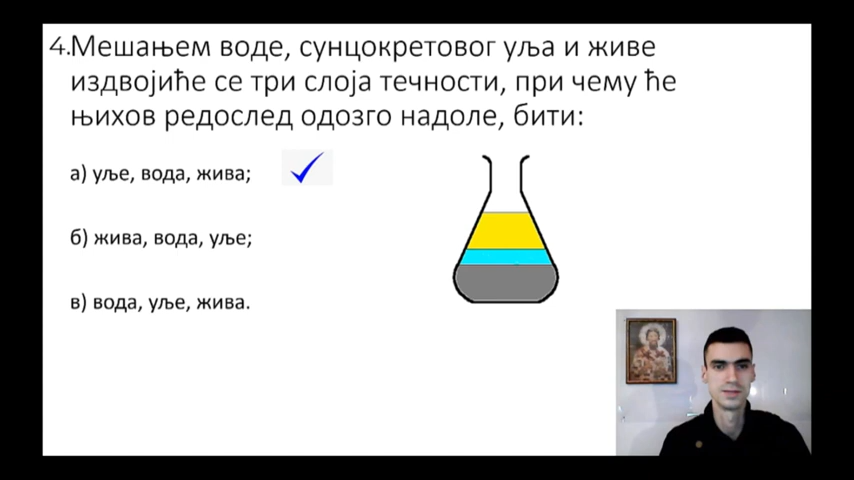 4.Мешањем воде, сунцокретовог уља и живе
издвојиће се три слоја течности, при чему ће
њихов редослед одозго надоле, бити:
а) уље, вода, жива;
б) жива, вода, уље;
в) вода, уље, жива.